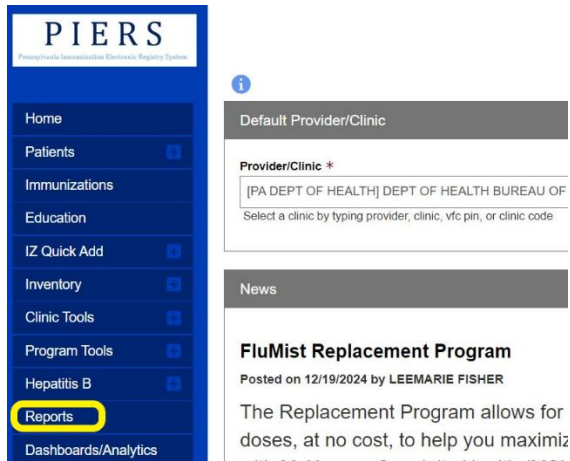 PIERS
Pennsylvania Immunization Electronic Registry System
Home
Patients
Immunizations
Education
IZ Quick Add
Inventory
Clinic Tools
Program Tools
Hepatitis B
Reports
Dashboards/Analytics
Default Provider/Clinic
Provider/Clinic *
[PA DEPT OF HEALTH] DEPT OF HEALTH BUREAU OF
Select a clinic by typing provider, clinic, vfc pin, or clinic code
News
FluMist Replacement Program
Posted on 12/19/2024 by LEEMARIE FISHER
The Replacement Program allows for
doses, at no cost, to help you maximiz